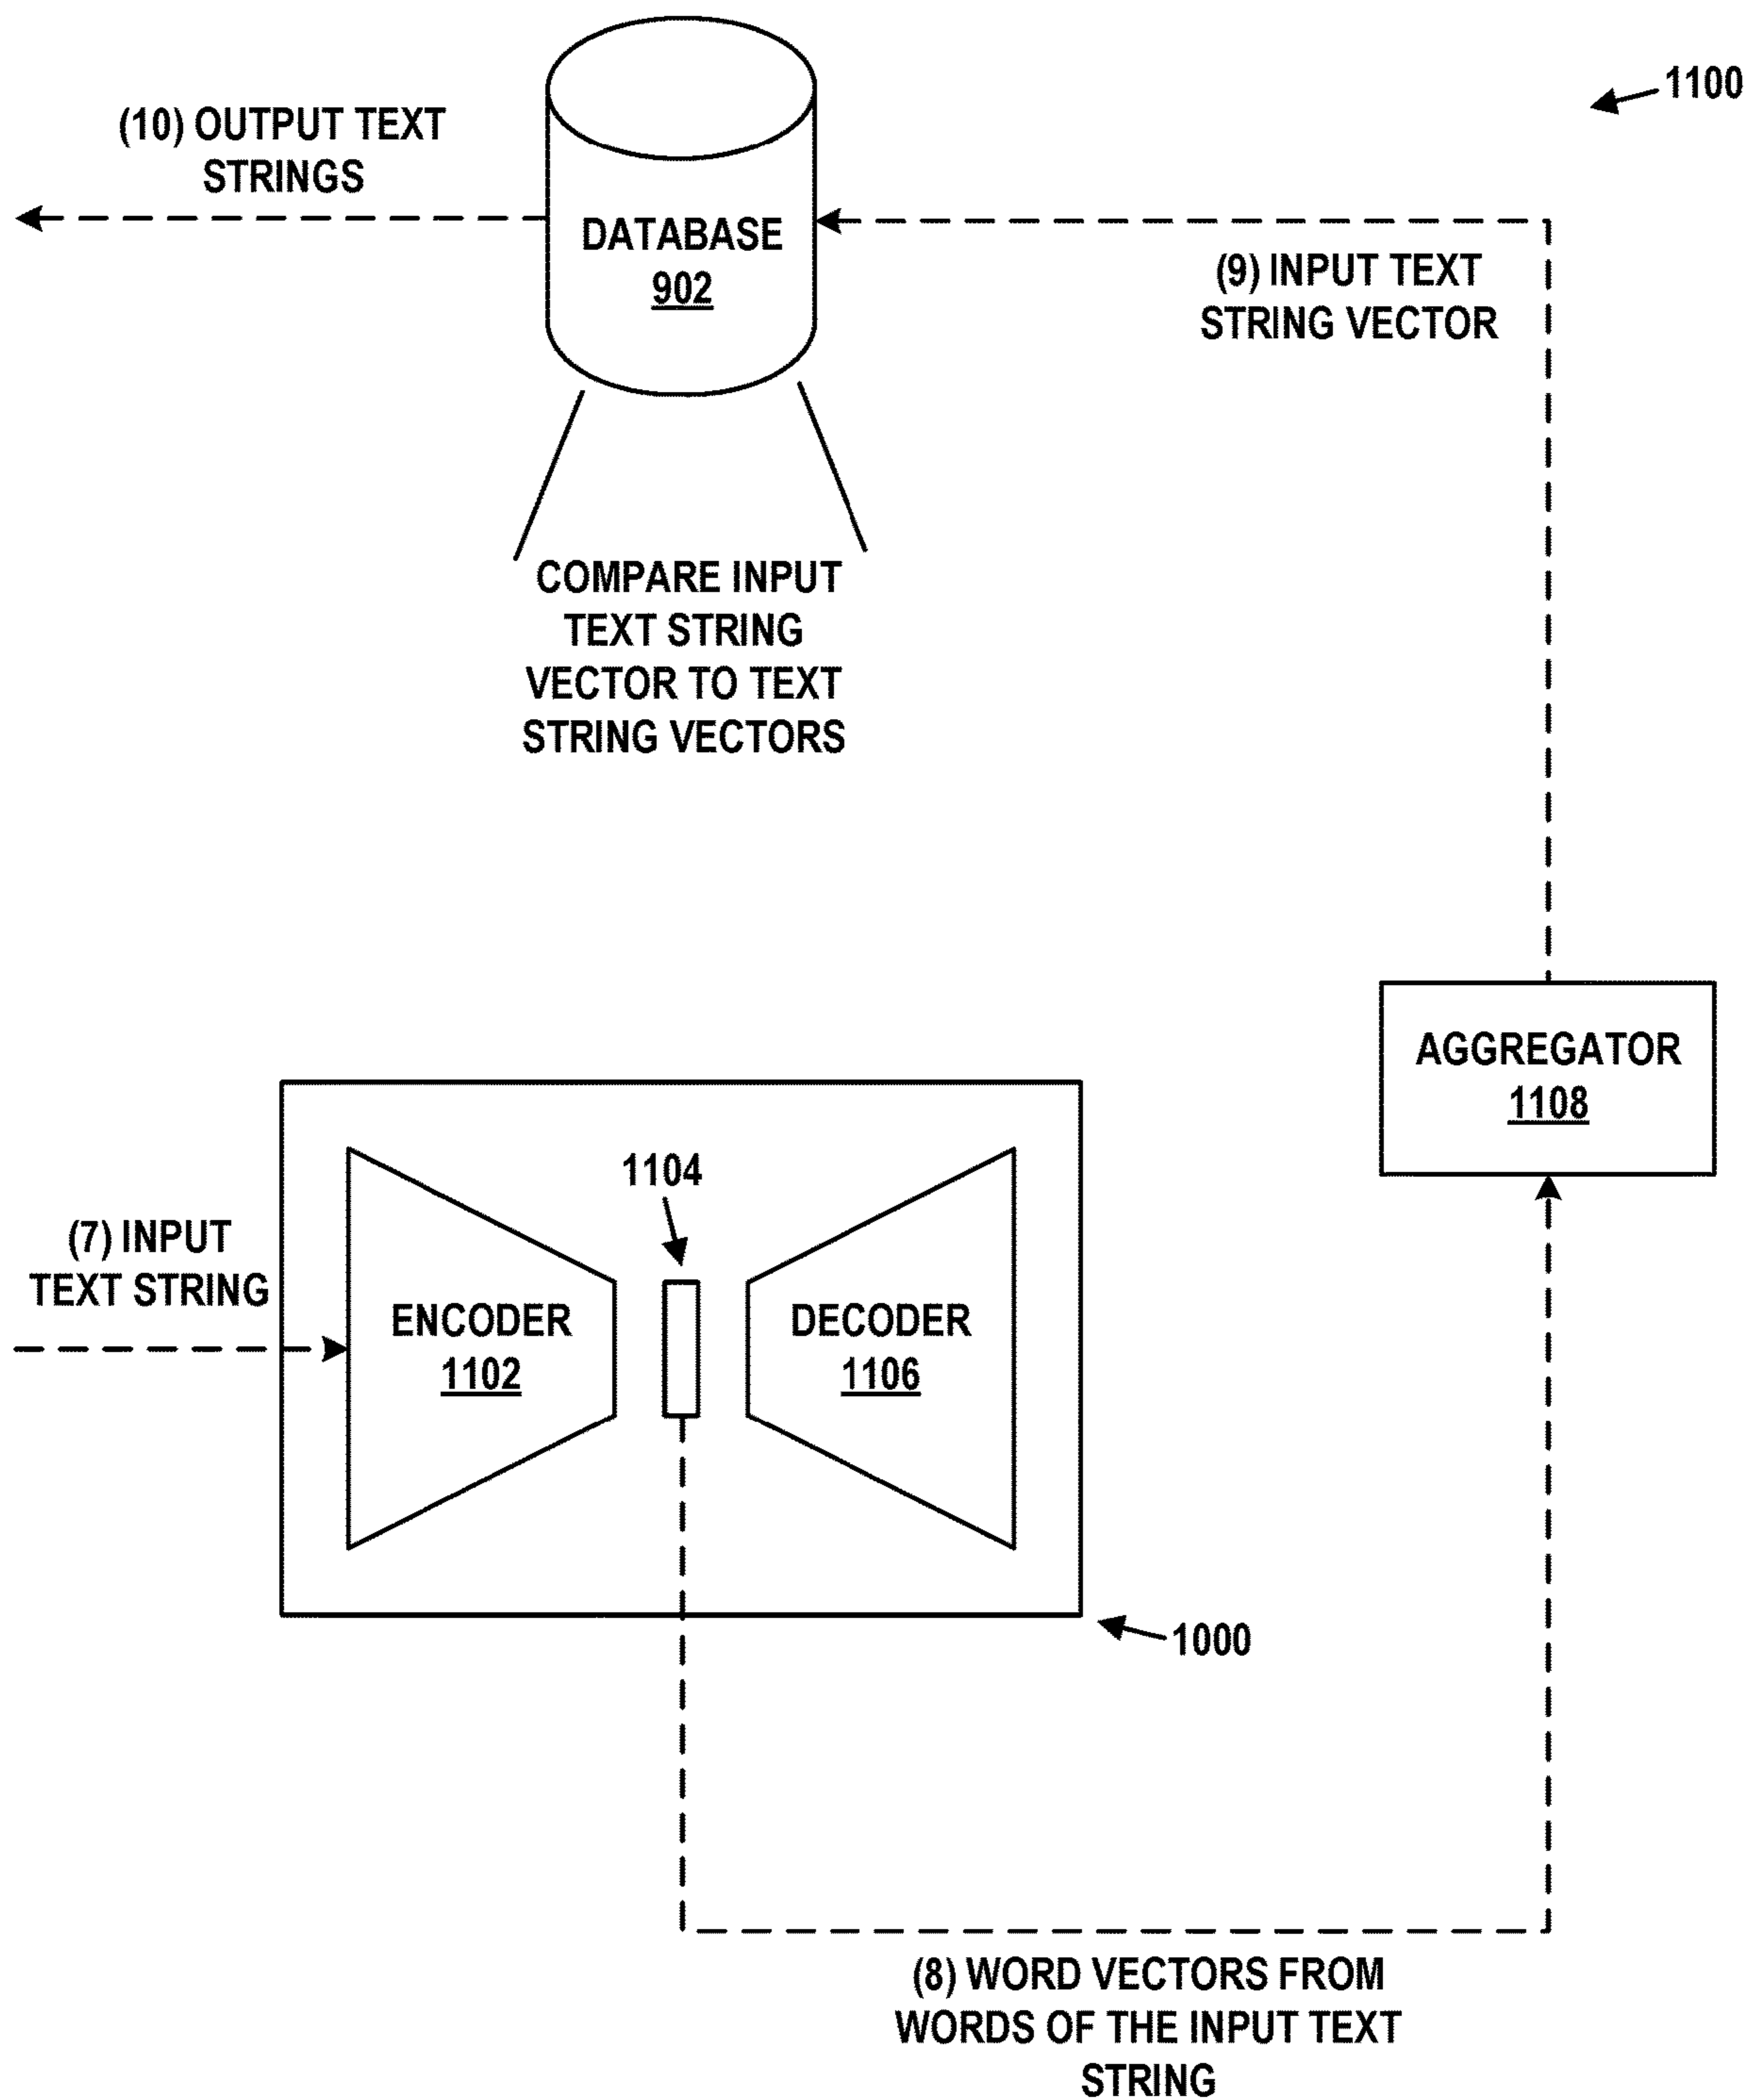 1100
(10) OUTPUT TEXT
STRINGS
DATABASE
902
(9) INPUT TEXT
STRING VECTOR
COMPARE INPUT
TEXT STRING
VECTOR TO TEXT
STRING VECTORS
AGGREGATOR
1108
1104
(7) INPUT
TEXT STRING
ENCODER
1102
DECODER
1106
1000
(8) WORD VECTORS FROM
WORDS OF THE INPUT TEXT
STRING